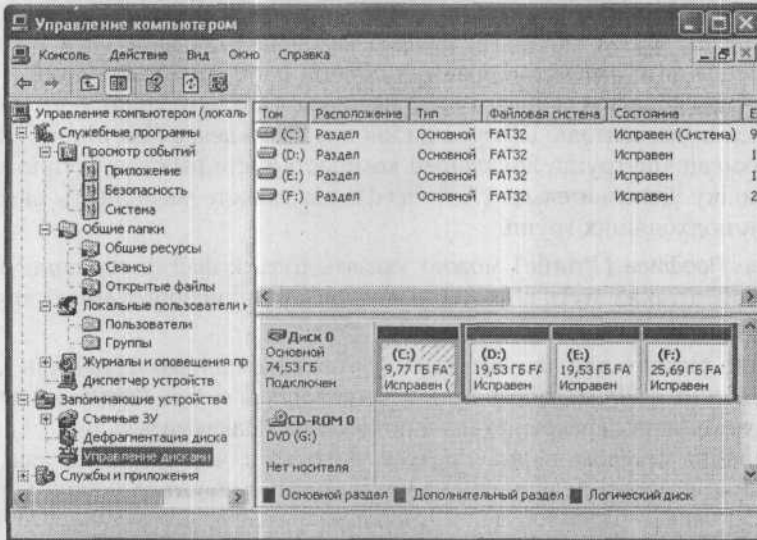 Управление компьютером
Консоль Действие Вид Окно Справка
Управление компьютером (локаль
Служебные программы
Просмотр событий
Приложение
Безопасность
Система
Общие папки
Общие ресурсы
Сеансы
Открытые файлы
Локальные пользователи
Пользователи
Группы
Журналы и оповещения пр
Диспетчер устройств
Запоминающие устройства
Съемные ЗУ
Дефрагментация диска
Управление дисками
Службы и приложения
Том Расположение Тип Файловая система Состояние Е
(C:) Раздел Основной FAT32 Исправен (Система) 9
(D:) Раздел Основной FAT32 Исправен
(E:) Раздел Основной FAT32 Исправен 1
(F:) Раздел Основной FAT32 Исправен 2
Диск 0
Основной
74,53 ГБ
Подключен
(C:)
9,77 ГБ FA
Исправен (
(D:)
19,53 ГБ FA
Исправен
(E:)
19,53 ГБ FA
Исправен
(F:)
25,69 ГБ FA
Исправен
CD-ROM 0
DVD (G:)
Нет носителя
Основной раздел Дополнительный раздел Логический диск